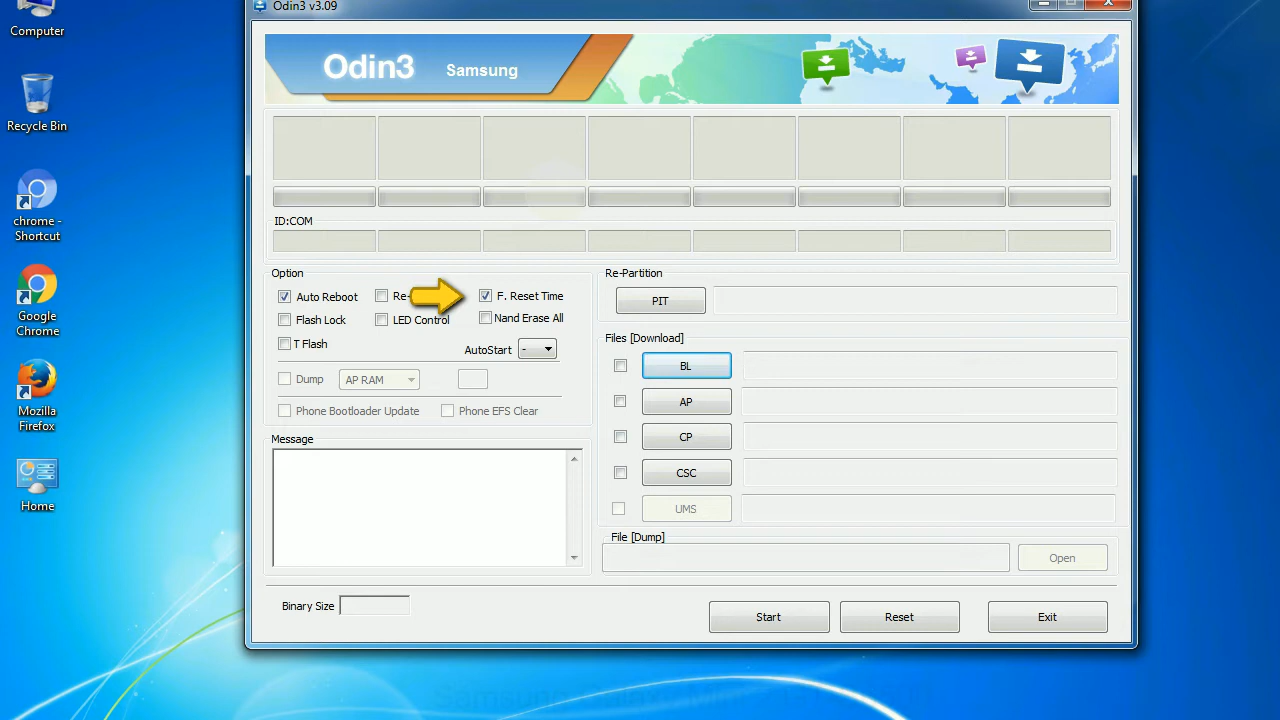 Odin3 v3.09
Computer
Recycle Bin
chrome -
Shortcut
Google
Chrome
Mozilla
Firefox
Home
Odin3 Samsung
ID:COM
Option
Auto Reboot
Re-
F. Reset Time
Flash Lock
LED Control
Nand Erase All
T Flash
AutoStart
-
Dump
AP RAM
Phone Bootloader Update
Phone EFS Clear
Message
Re-Partition
PIT
Files [Download]
BL
AP
CP
CSC
UMS
File [Dump]
Open
Binary Size
Start
Reset
Exit